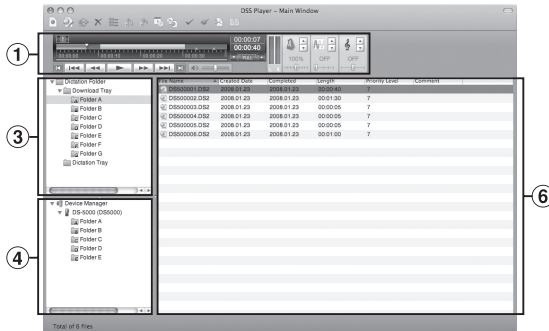 DSS Player – Main Window
1
00:00:07
00:00:40
100%
OFF
OFF
3
Dictation Folder
Download Tray
Folder A
Folder B
Folder C
Folder D
Folder E
Folder F
Folder G
Dictation Tray
File Name Created Date Completed Length Priority Level Comment
DS500001.DS2 2008.01.23 2008.01.23 00:00:40 7
DS500002.DS2 2008.01.23 2008.01.23 00:01:30 7
DS500004.DS2 2008.01.23 2008.01.23 00:00:05 7
DS500005.DS2 2008.01.23 2008.01.23 00:00:05 7
DS500006.DS2 2008.01.23 2008.01.23 00:00:05 7
DS500008.DS2 2008.01.23 2008.01.23 00:01:00 7
6
4
Device Manager
DS-5000 (DS5000)
Folder A
Folder B
Folder C
Folder D
Folder E
Total of 6 Files